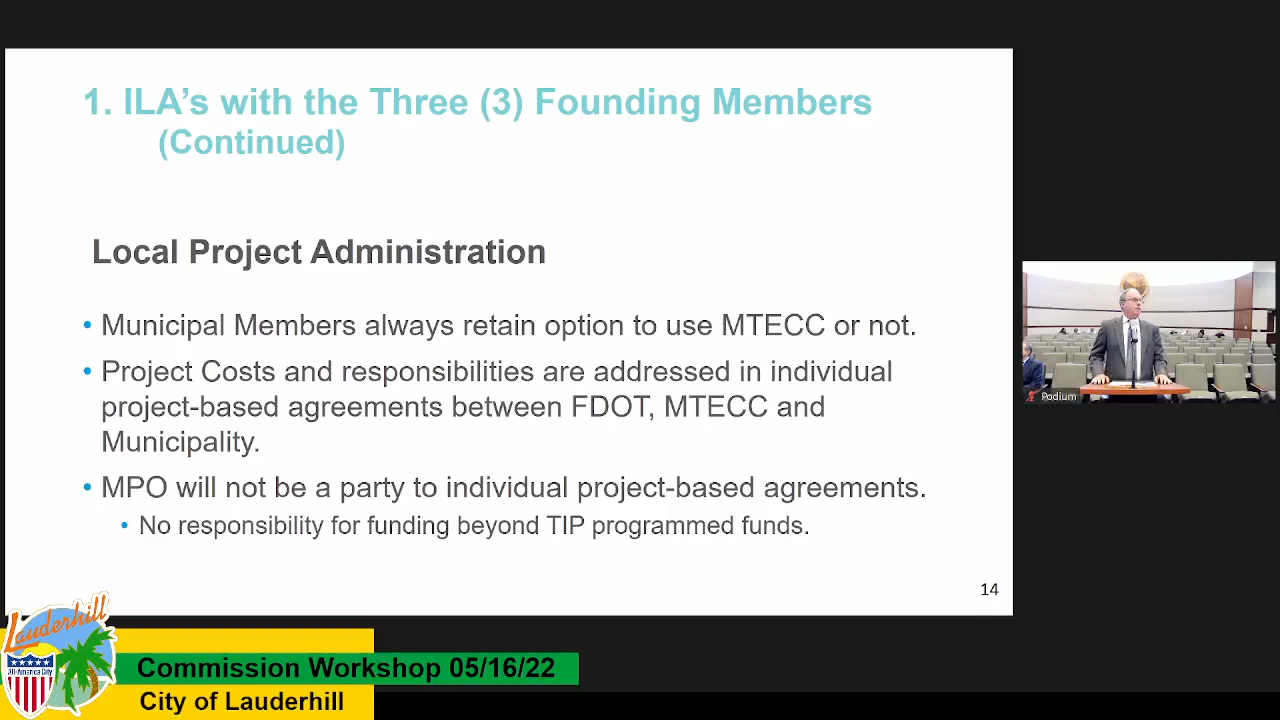 1. ILA's with the Three (3) Founding Members
(Continued)
Local Project Administration
• Municipal Members always retain option to use MTECC or not.
• Project Costs and responsibilities are addressed in individual
project-based agreements between FDOT, MTECC and
Municipality.
• MPO will not be a party to individual project-based agreements.
• No responsibility for funding beyond TIP programmed funds.
14
Podium
Lauderhill
All-America City
Commission Workshop 05/16/22
City of Lauderhill